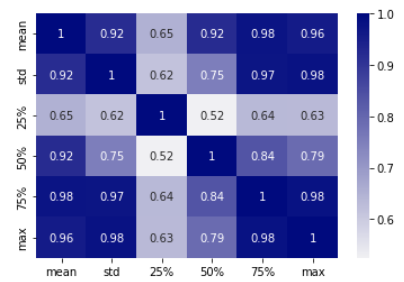 mean 1 0.92 0.65 0.92 0.98 0.96
std 0.92 1 0.62 0.75 0.97 0.98
25% 0.65 0.62 1 0.52 0.64 0.63
50% 0.92 0.75 0.52 1 0.84 0.79
75% 0.98 0.97 0.64 0.84 1 0.98
max 0.96 0.98 0.63 0.79 0.98 1
mean std 25% 50% 75% max
1.0
0.9
0.8
0.7
0.6